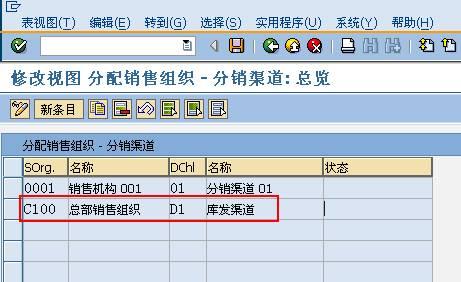 表视图(T) 编辑(E) 转到(G) 选择(S) 实用程序(U) 系统(Y) 帮助(H)
修改视图 分配销售组织 - 分销渠道: 总览
新条目
分配销售组织 - 分销渠道
SOrg. 名称 DChl 名称 状态
0001 销售机构 001 01 分销渠道 01
C100 总部销售组织 D1 库发渠道